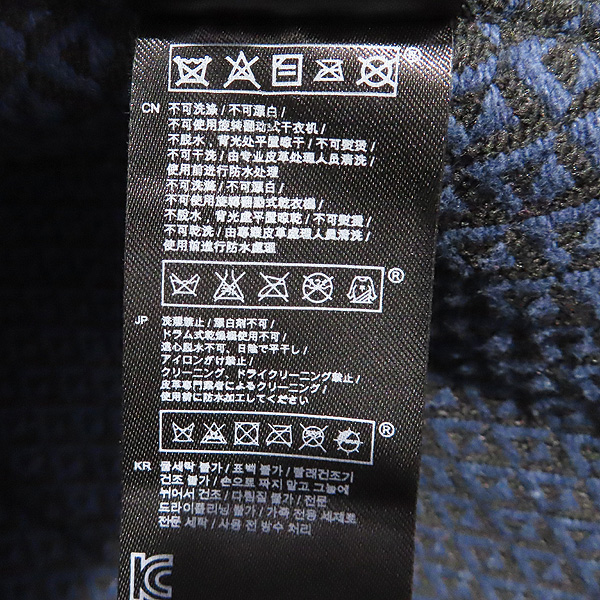 ®
CN 不可洗涤 / 不可漂白 /
不可使用旋转翻动式干衣机 /
不脱水，背光处平置晾干 / 不可熨烫 /
不可干洗 / 由专业皮革处理人员清洗 /
使用前进行防水处理
不可洗滌 / 不可漂白 /
不可使用旋轉翻動式乾衣機 /
不脫水，背光處平置晾乾 / 不可熨燙 /
不可乾洗 / 由專業皮革處理人員清洗 /
使用前進行防水處理
®
JP 洗濯禁止 / 漂白剤不可 /
ドラム式乾燥機使用不可 /
遠心脱水不可、日陰で平干し /
アイロンがけ禁止 /
クリーニング、ドライクリーニング禁止 /
皮革専門業者によるクリーニング /
使用前に防水加工してください
®
KR 물세탁 불가 / 표백 불가 / 빨래건조기
건조 불가 / 손으로 짜지 말고 그늘에
뉘어서 건조 / 다림질 불가 / 전문
드라이클리닝 불가 / 가죽 전용 세제로
전문 세탁 / 사용 전 방수 처리